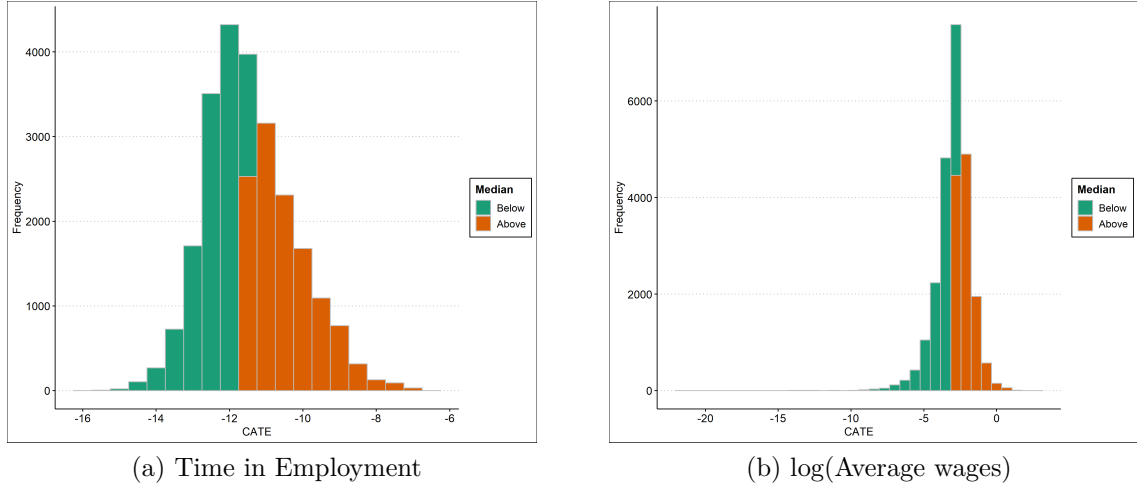 4000
3000
2000
1000
0
Frequency
-16
-14
-12
-10
-8
-6
CATE
Median
Below
Above
(a) Time in Employment
6000
4000
2000
0
Frequency
-20
-15
-10
-5
0
CATE
Median
Below
Above
(b) log(Average wages)